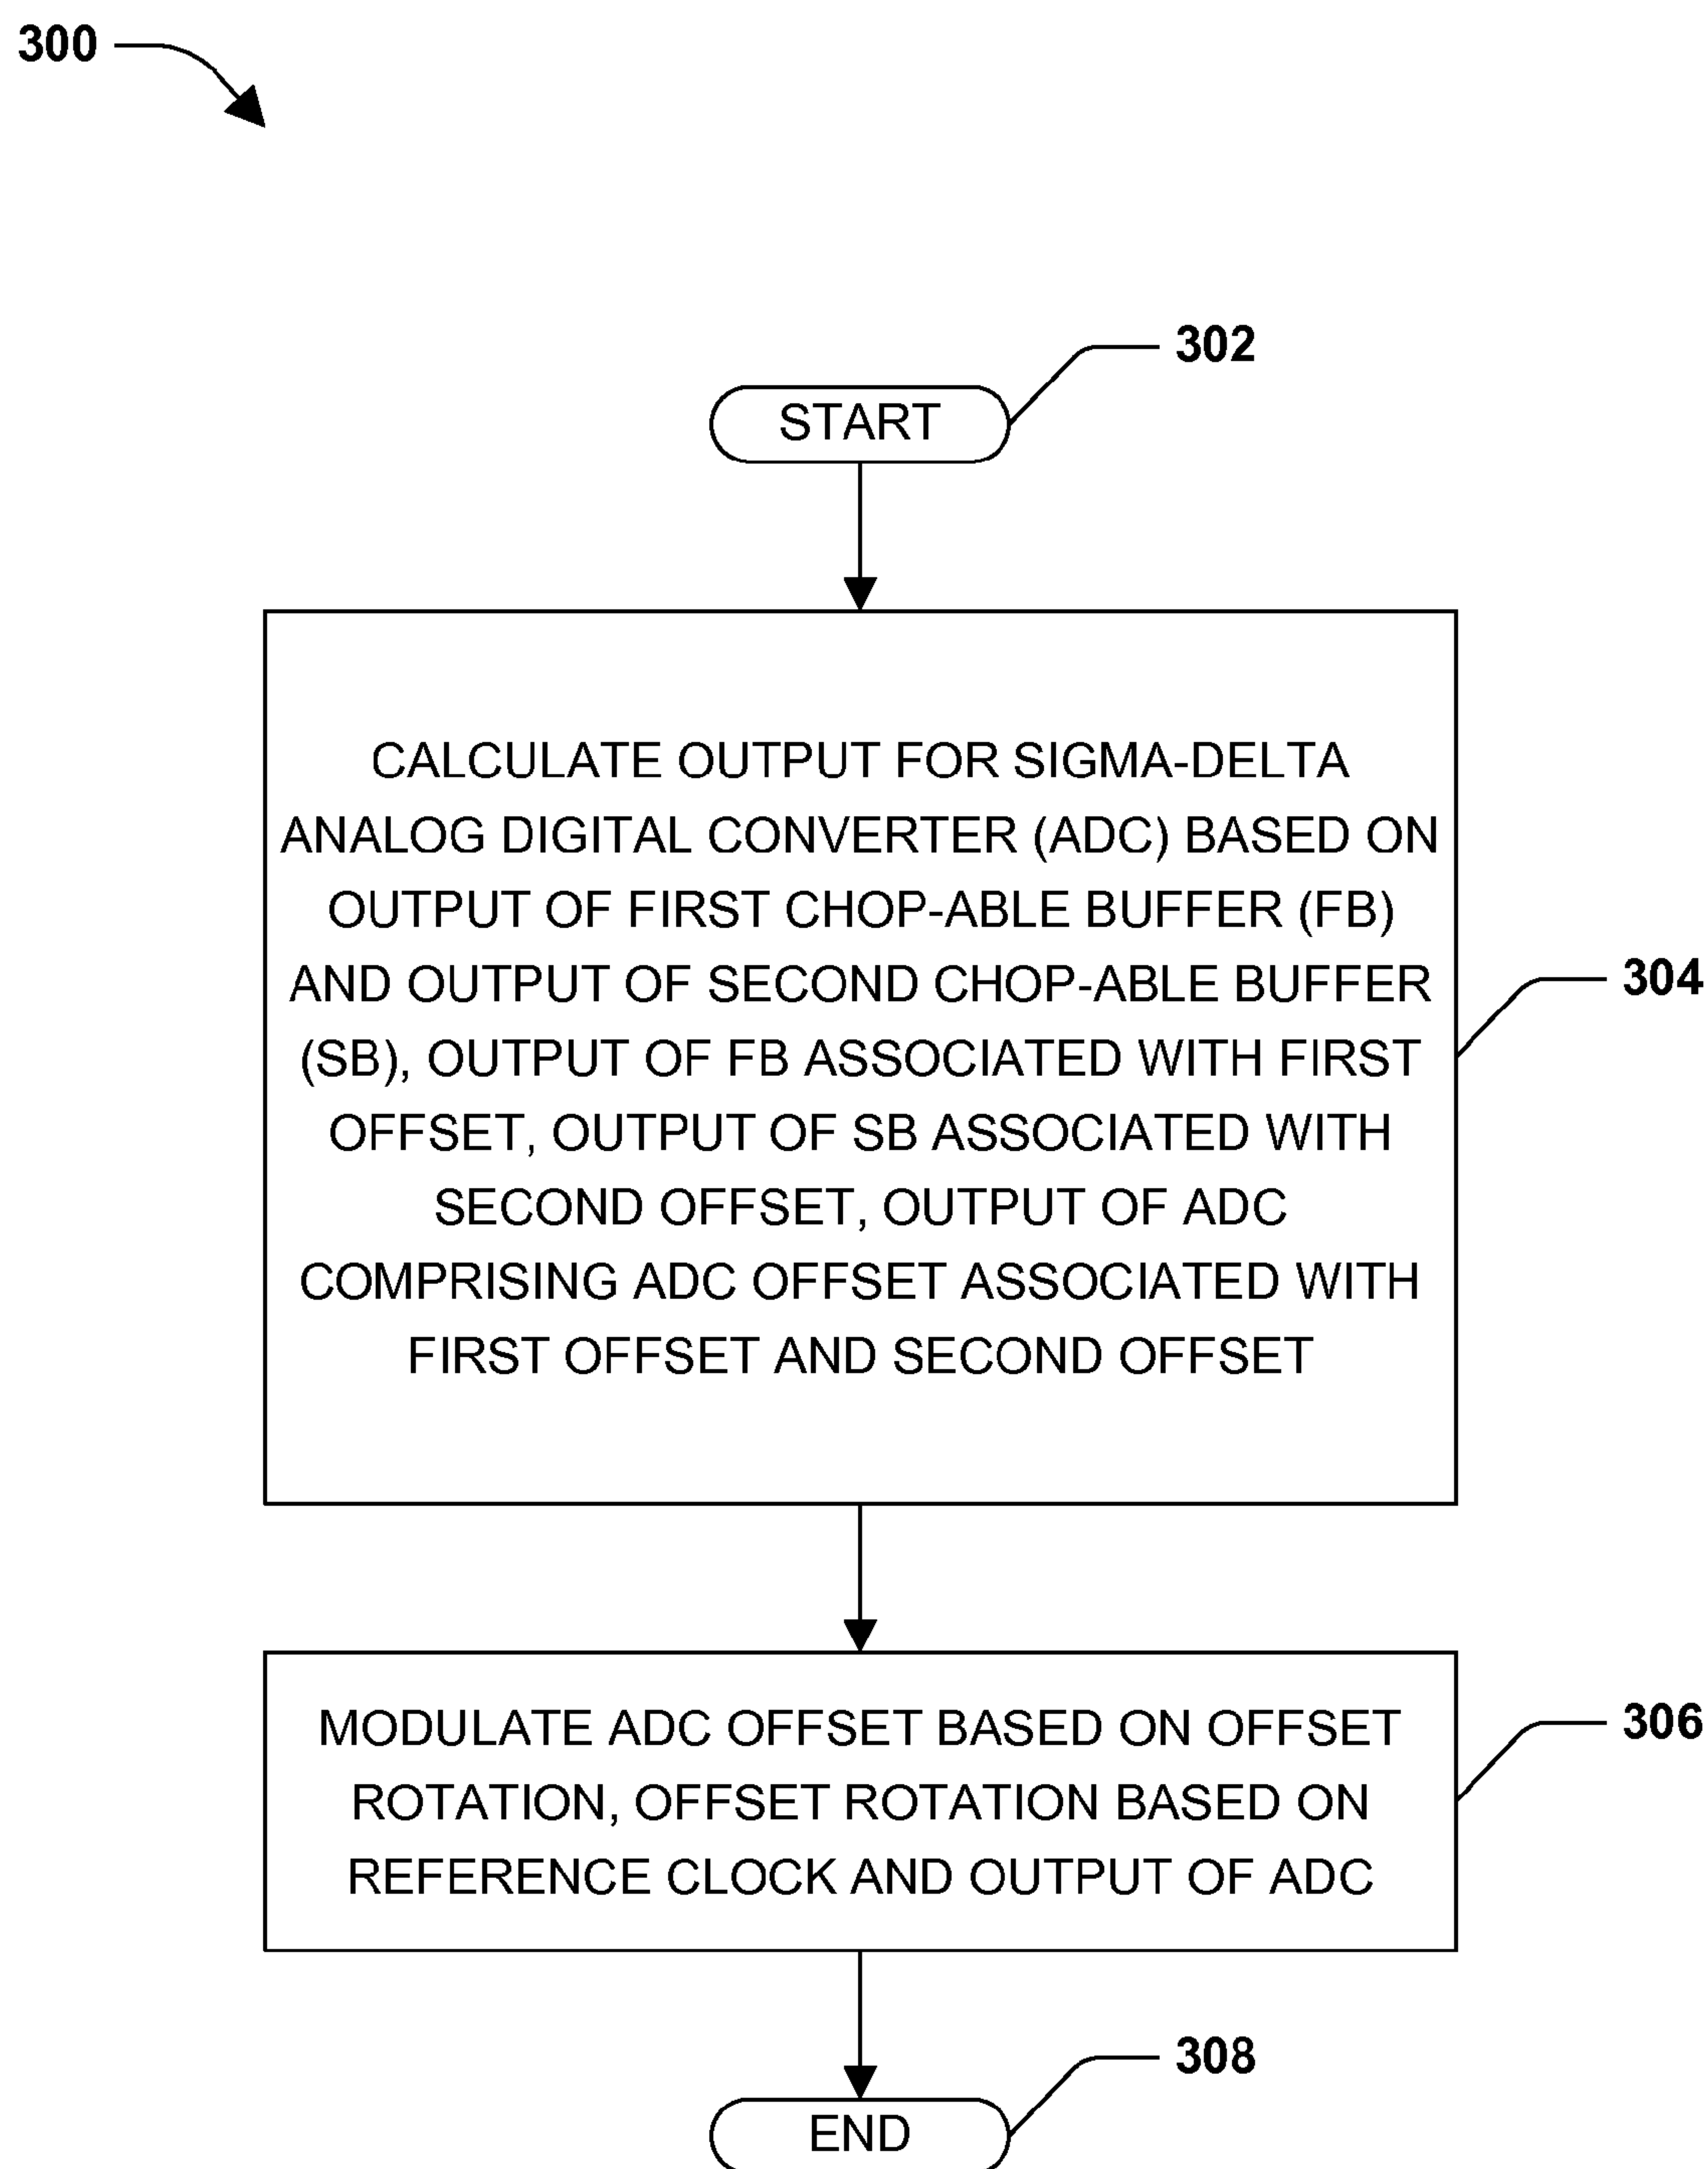 300
302
START
CALCULATE OUTPUT FOR SIGMA-DELTA
ANALOG DIGITAL CONVERTER (ADC) BASED ON
OUTPUT OF FIRST CHOP-ABLE BUFFER (FB)
AND OUTPUT OF SECOND CHOP-ABLE BUFFER
(SB), OUTPUT OF FB ASSOCIATED WITH FIRST
OFFSET, OUTPUT OF SB ASSOCIATED WITH
SECOND OFFSET, OUTPUT OF ADC
COMPRISING ADC OFFSET ASSOCIATED WITH
FIRST OFFSET AND SECOND OFFSET
304
MODULATE ADC OFFSET BASED ON OFFSET
ROTATION, OFFSET ROTATION BASED ON
REFERENCE CLOCK AND OUTPUT OF ADC
306
308
END